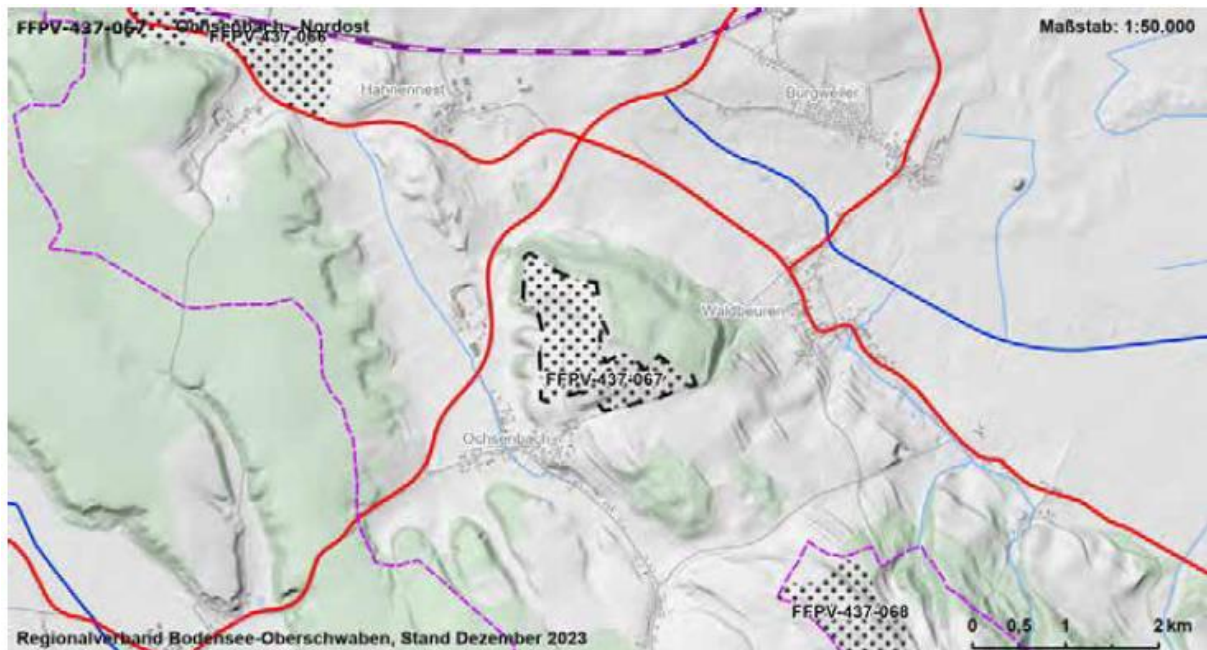 FFPV-437-067 Ochsenbach - Nordost
Maßstab: 1:50.000
FFPV-437-066
Hahnennest
Burgweiler
Waldbeuren
FFPV-437-067
Ochsenbach
FFPV-437-068
Regionalverband Bodensee-Oberschwaben, Stand Dezember 2023
0 0,5 1 2 km